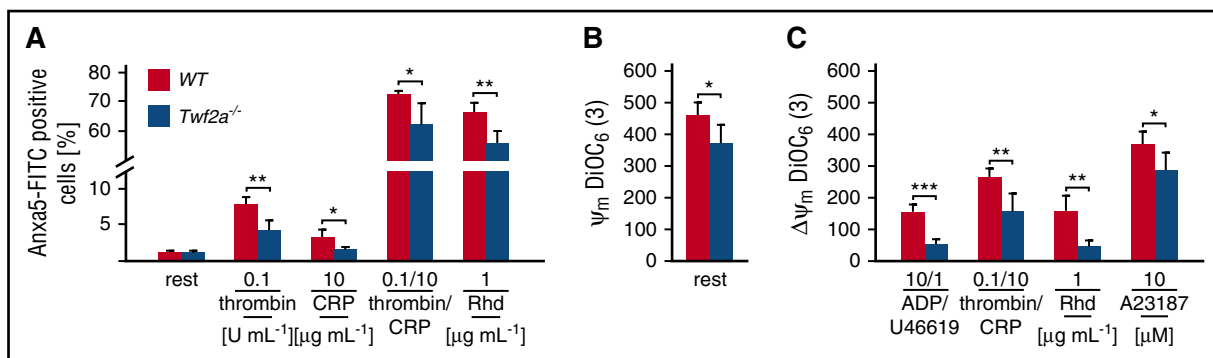 A
Anxa5-FITC positive
cells [%]
80
70
60
10
5
WT
Twf2a-/-
*
**
**
*
rest
0.1
10
0.1/10
1
thrombin
CRP
thrombin/
CRP
Rhd
[U mL-1]
[µg mL-1]
[µg mL-1]
B
Ψm DiOC6 (3)
600
500
400
300
200
100
0
*
rest
C
ΔΨm DiOC6 (3)
600
500
400
300
200
100
0
***
**
**
*
10/1
0.1/10
1
10
ADP/
U46619
thrombin/
CRP
Rhd
A23187
[µg mL-1]
[µM]